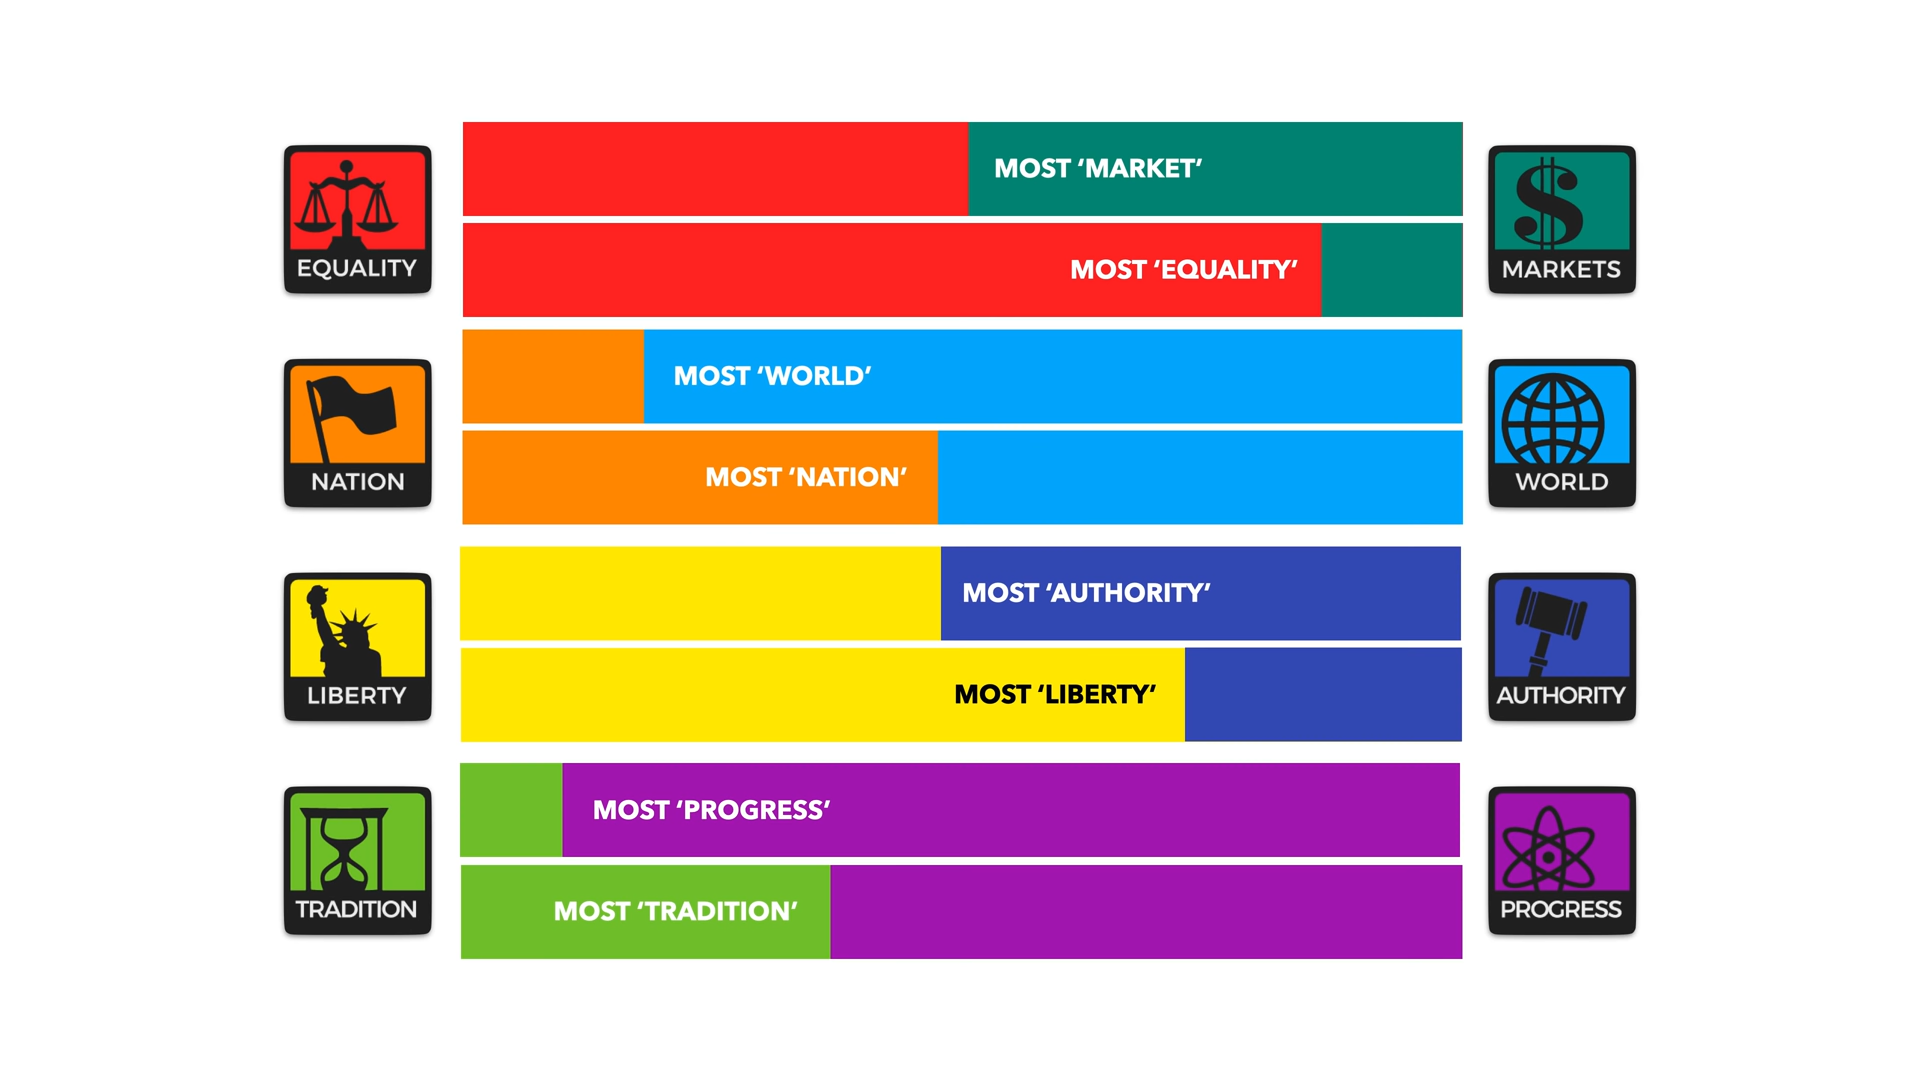 MOST ‘MARKET’
EQUALITY
MOST ‘EQUALITY’
MARKETS
MOST ‘WORLD’
NATION
MOST ‘NATION’
WORLD
MOST ‘AUTHORITY’
LIBERTY
MOST ‘LIBERTY’
AUTHORITY
MOST ‘PROGRESS’
TRADITION
MOST ‘TRADITION’
PROGRESS